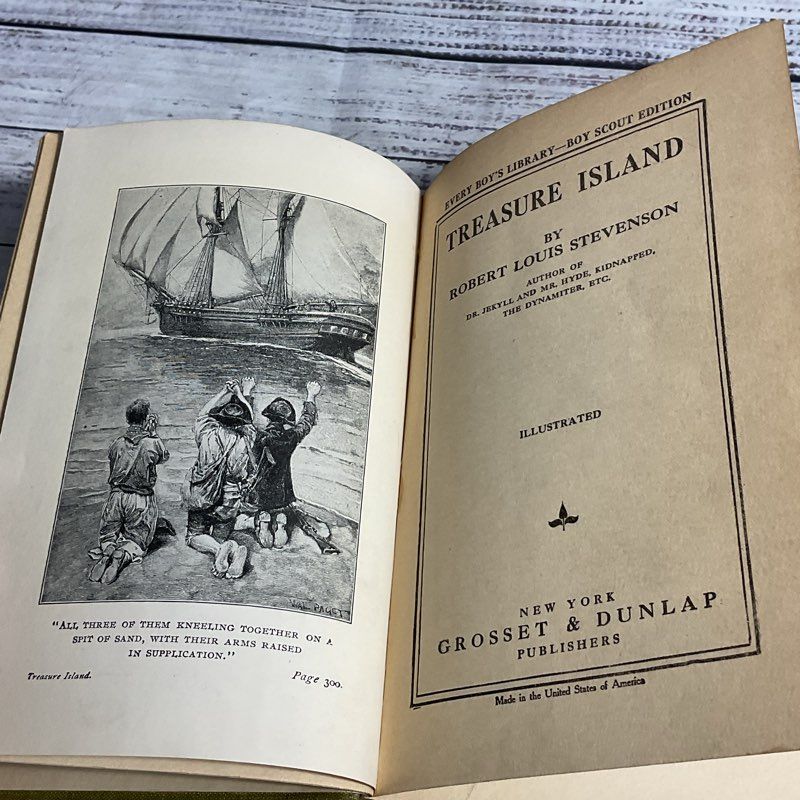 WAL PAGET
"ALL THREE OF THEM KNEELING TOGETHER ON A
SPIT OF SAND, WITH THEIR ARMS RAISED
IN SUPPLICATION."
Treasure Island. Page 300.
EVERY BOY'S LIBRARY—BOY SCOUT EDITION
TREASURE ISLAND
BY
ROBERT LOUIS STEVENSON
AUTHOR OF
DR. JEKYLL AND MR. HYDE, KIDNAPPED,
THE DYNAMITER, ETC.
ILLUSTRATED
NEW YORK
GROSSET & DUNLAP
PUBLISHERS
Made in the United States of America